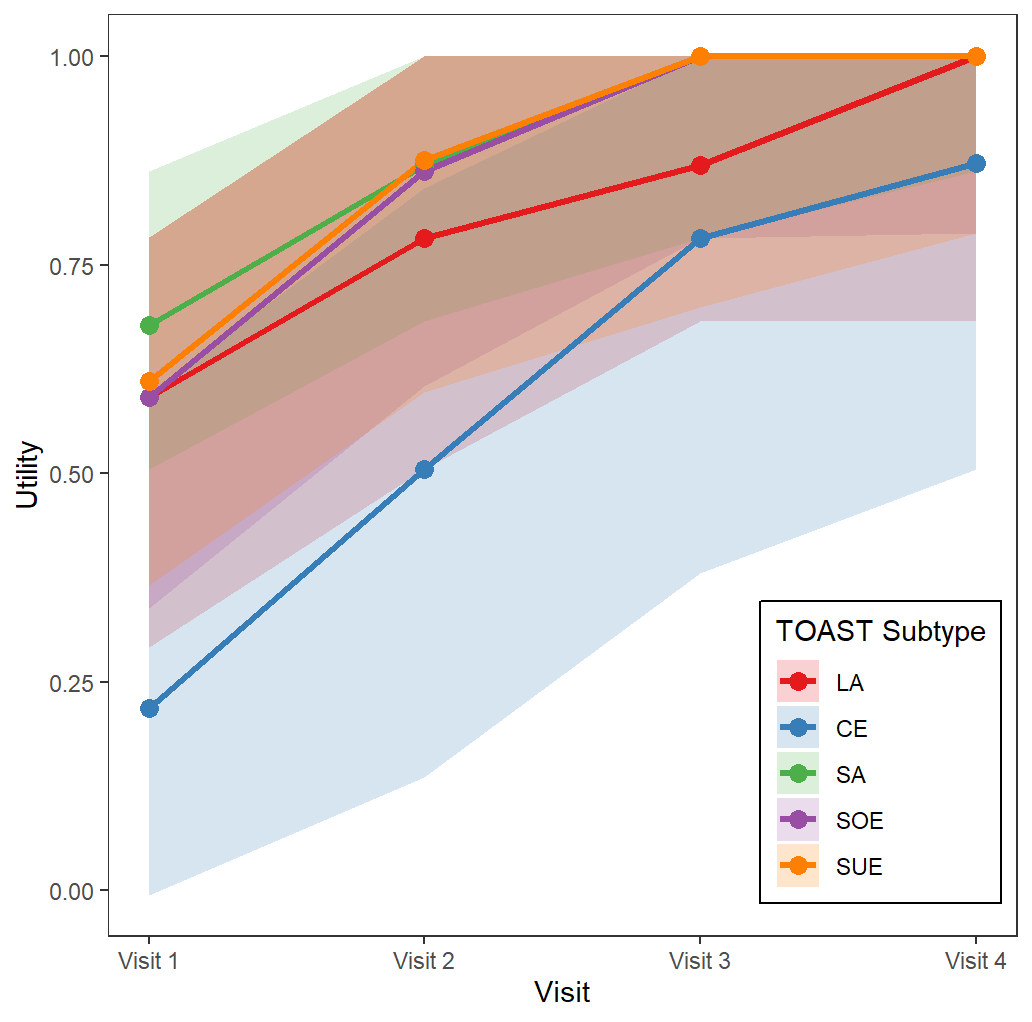 1.00
0.75
0.50
0.25
0.00
Utility
Visit 1
Visit 2
Visit 3
Visit 4
Visit
TOAST Subtype
LA
CE
SA
SOE
SUE